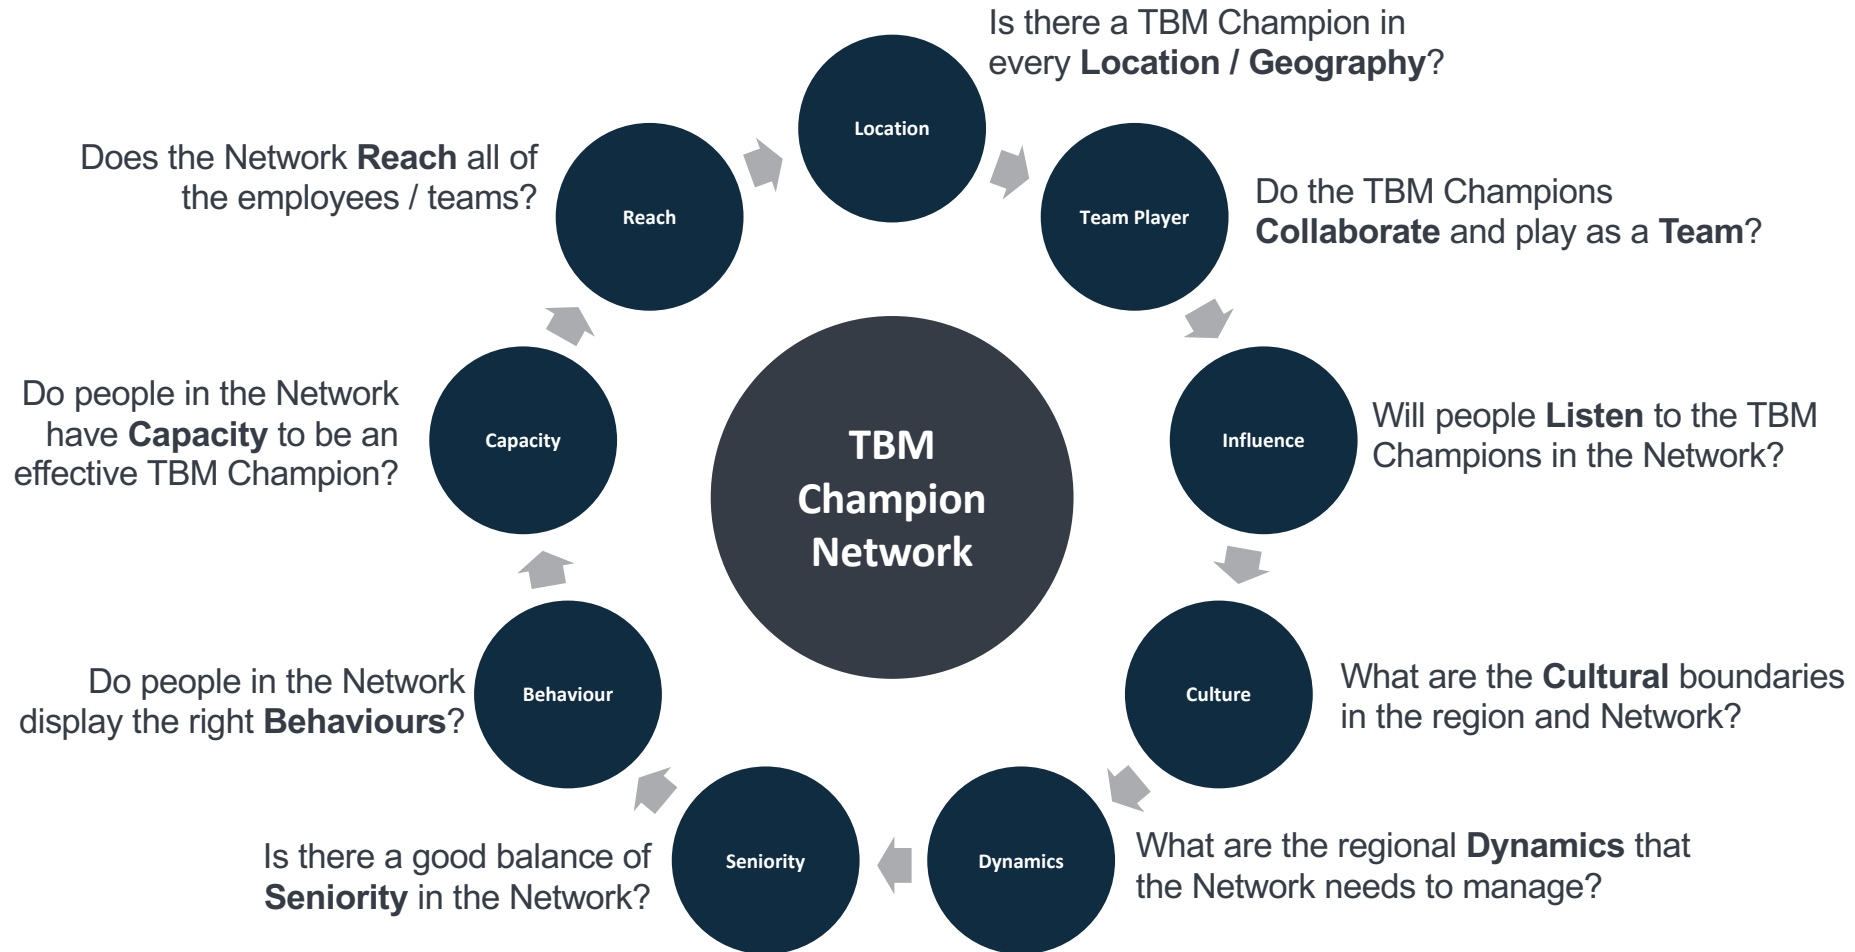 Is there a TBM Champion in
every Location / Geography?
Location
Team Player
Do the TBM Champions
Collaborate and play as a Team?
Influence
Will people Listen to the TBM
Champions in the Network?
Culture
What are the Cultural boundaries
in the region and Network?
Dynamics
What are the regional Dynamics that
the Network needs to manage?
Seniority
Is there a good balance of
Seniority in the Network?
Behaviour
Do people in the Network
display the right Behaviours?
Capacity
Do people in the Network
have Capacity to be an
effective TBM Champion?
Reach
Does the Network Reach all of
the employees / teams?
TBM
Champion
Network